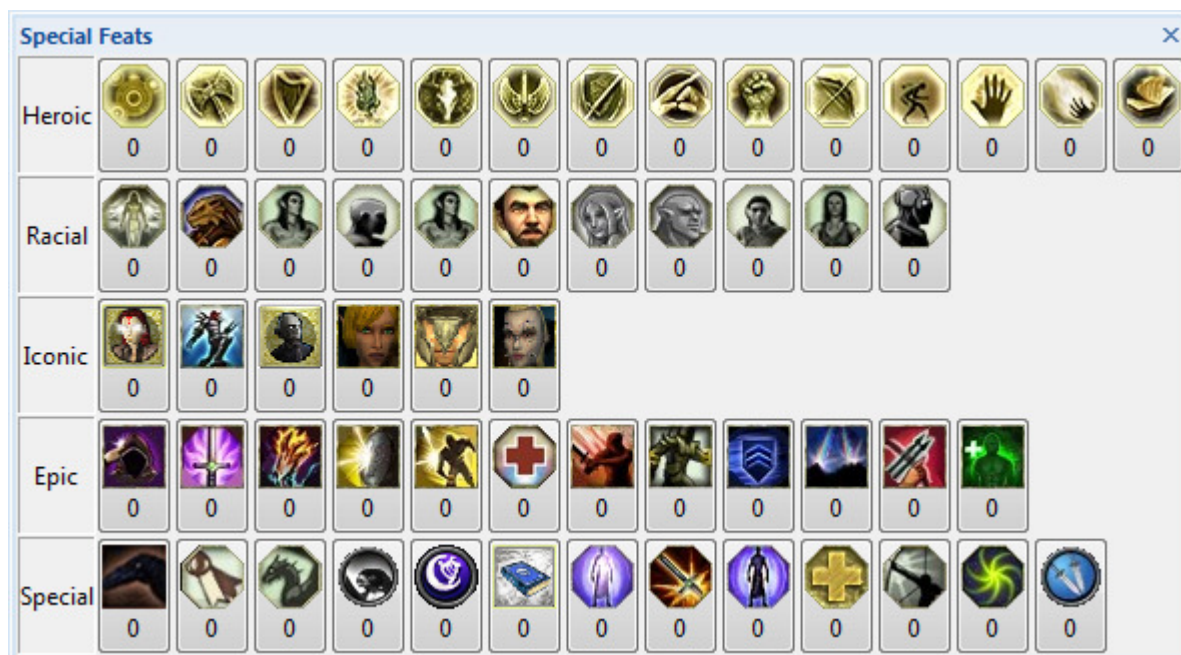 Special Feats
Heroic
0 0 0 0 0 0 0 0 0 0 0 0 0 0
Racial
0 0 0 0 0 0 0 0 0 0 0
Iconic
0 0 0 0 0 0
Epic
0 0 0 0 0 0 0 0 0 0 0 0
Special
0 0 0 0 0 0 0 0 0 0 0 0 0